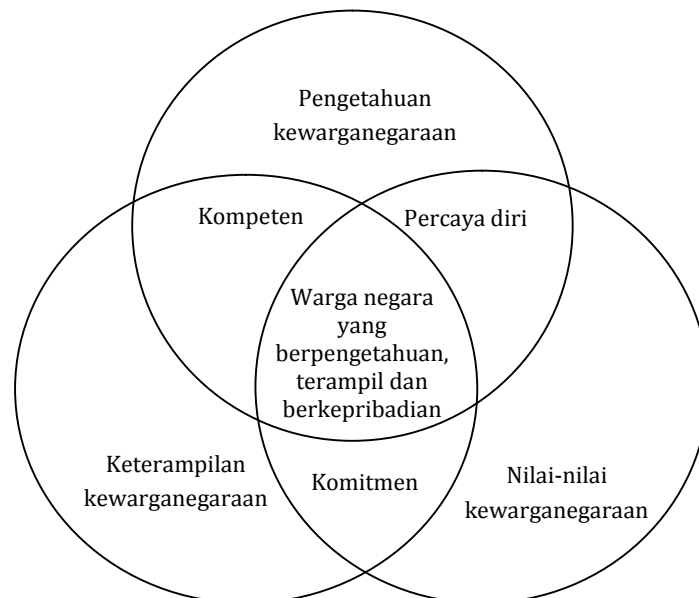 Pengetahuan
kewarganegaraan
Kompeten
Percaya diri
Warga negara
yang
berpengetahuan,
terampil dan
berkepribadian
Keterampilan
kewarganegaraan
Komitmen
Nilai-nilai
kewarganegaraan